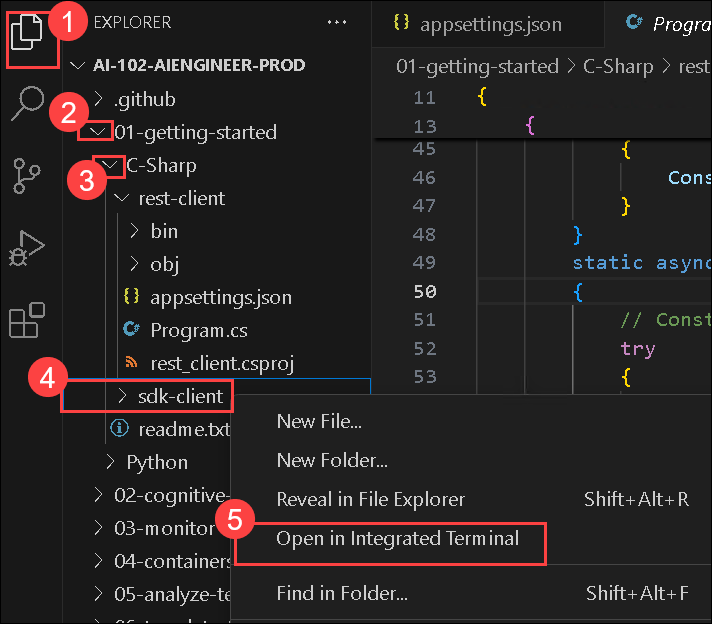 1
EXPLORER
...
AI-102-AIENGINEER-PROD
.github
2
01-getting-started
3
C-Sharp
rest-client
bin
obj
{} appsettings.json
C# Program.cs
rest_client.csproj
4
sdk-client
readme.txt
Python
02-cognitive-
03-monitor
04-containers
05-analyze-te
{} appsettings.json
C# Progra
01-getting-started > C-Sharp > rest
11 {
13 {
45 {
46 Cons
47 }
48 }
49 static async
50 {
51 // Const
52 try
53 {
New File...
New Folder...
Reveal in File Explorer Shift+Alt+R
5
Open in Integrated Terminal
Find in Folder... Shift+Alt+F